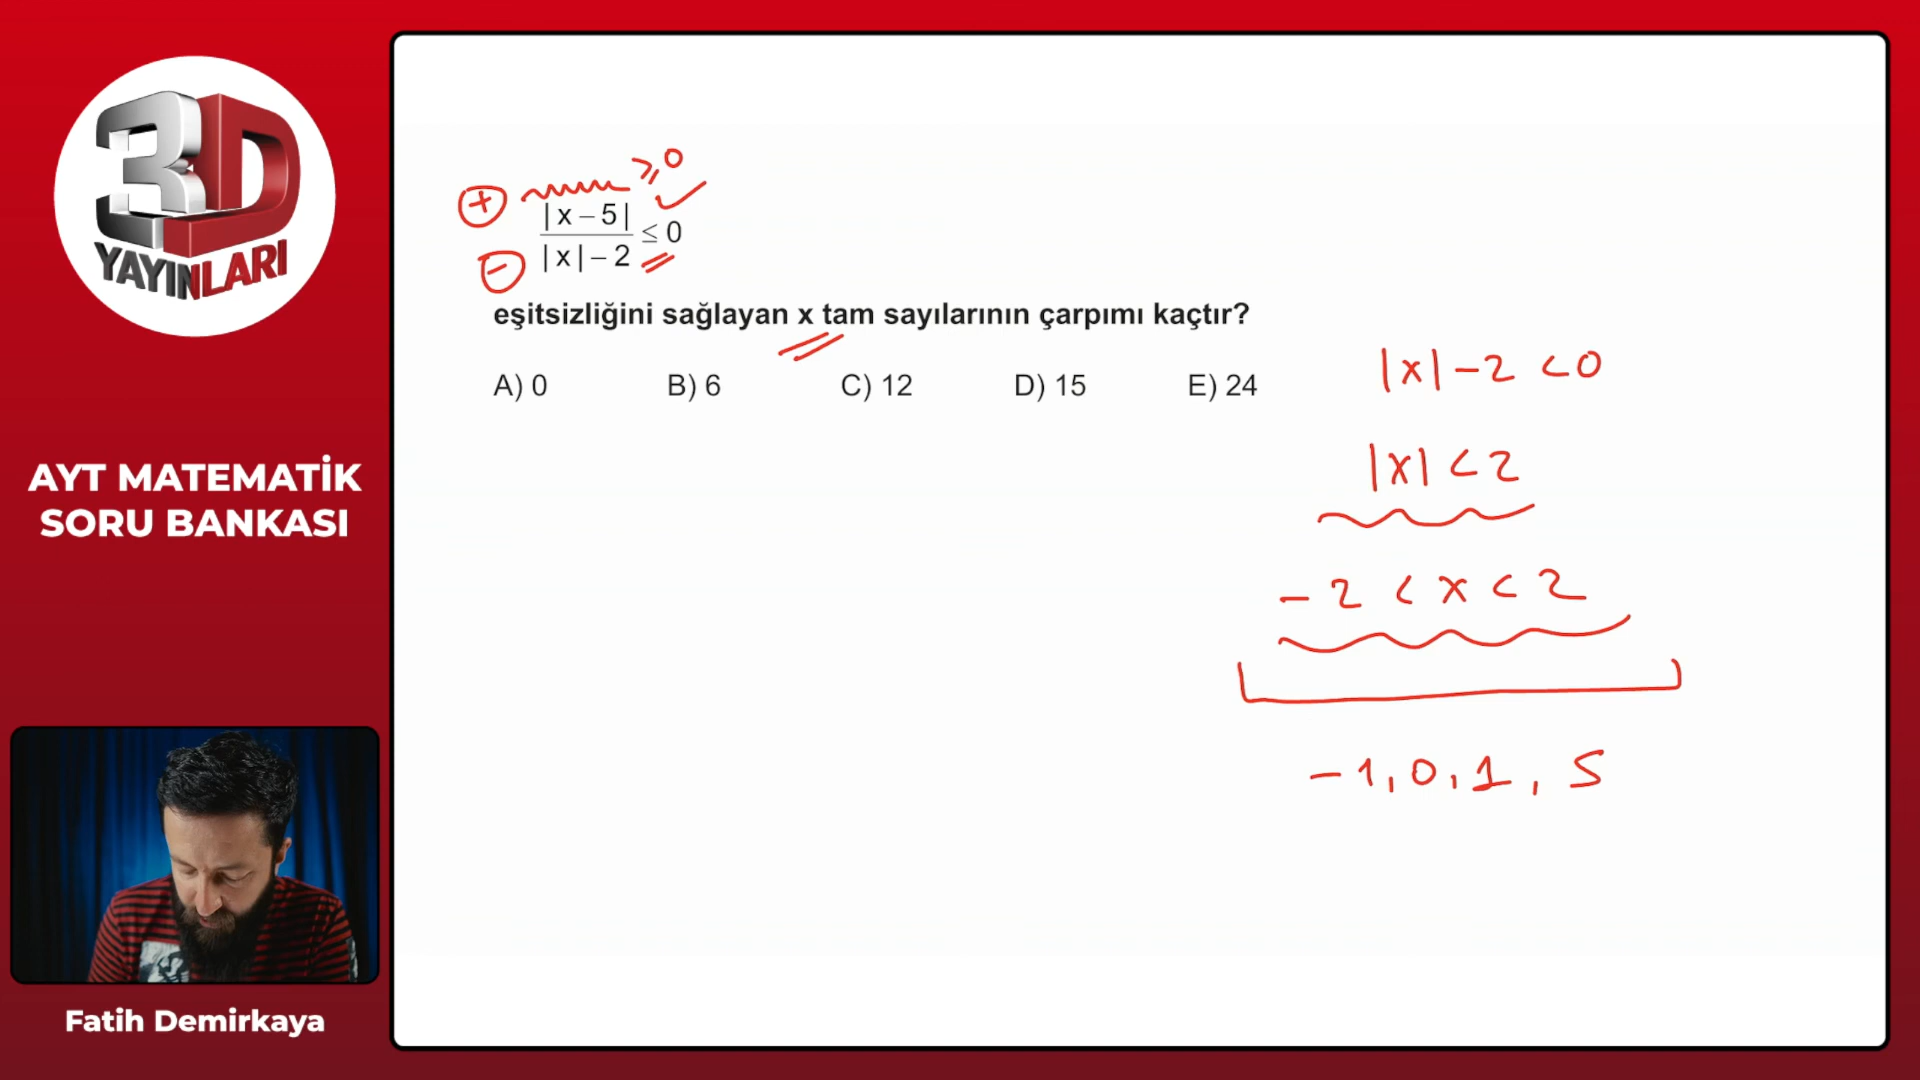 3D
YAYINLARI
AYT MATEMATİK
SORU BANKASI
Fatih Demirkaya
⩾0
+ |x – 5|
– |x| – 2
≤ 0
eşitsizliğini sağlayan x tam sayılarının çarpımı kaçtır?
A) 0 B) 6 C) 12 D) 15 E) 24
|x| – 2 < 0
|x| < 2
– 2 < x < 2
– 1, 0, 1, 5